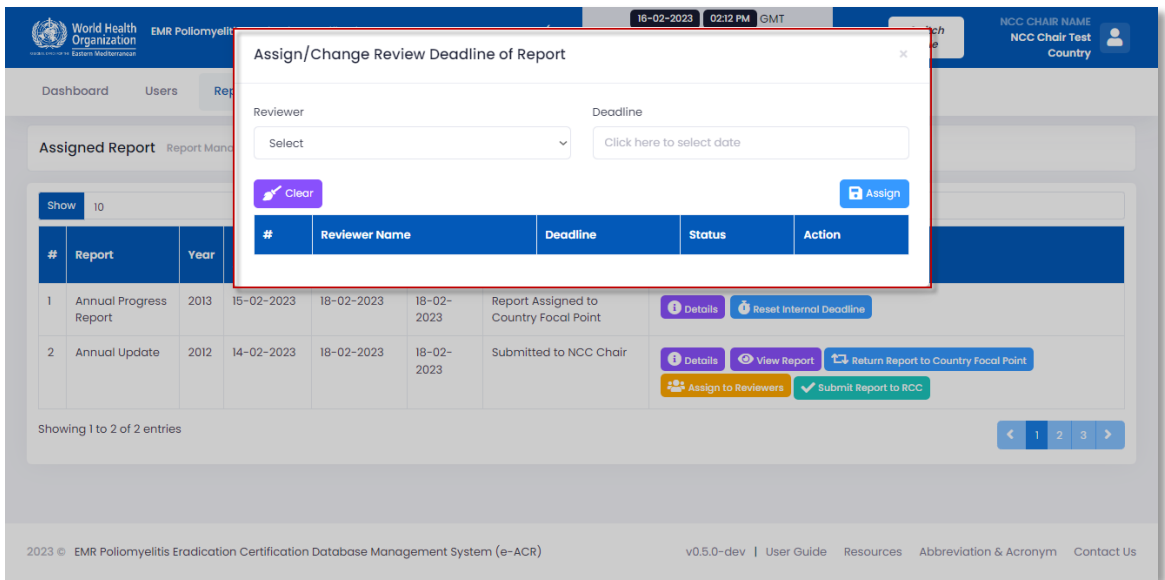 World Health
Organization
Eastern Mediterranean
EMR Poliomyelit
16-02-2023 02:12 PM GMT
NCC CHAIR NAME
NCC Chair Test
Country
Dashboard Users Rep
Assign/Change Review Deadline of Report ×
Reviewer Deadline
Select Click here to select date
Clear Assign
# Reviewer Name Deadline Status Action
Assigned Report Report Mana
Show 10
# Report Year
1 Annual Progress Report 2013 15-02-2023 18-02-2023 18-02-2023 Report Assigned to Country Focal Point Details Reset Internal Deadline
2 Annual Update 2012 14-02-2023 18-02-2023 18-02-2023 Submitted to NCC Chair Details View Report Return Report to Country Focal Point
Assign to Reviewers Submit Report to RCC
Showing 1 to 2 of 2 entries
1 2 3
2023 © EMR Poliomyelitis Eradication Certification Database Management System (e-ACR) v0.5.0-dev | User Guide Resources Abbreviation & Acronym Contact Us